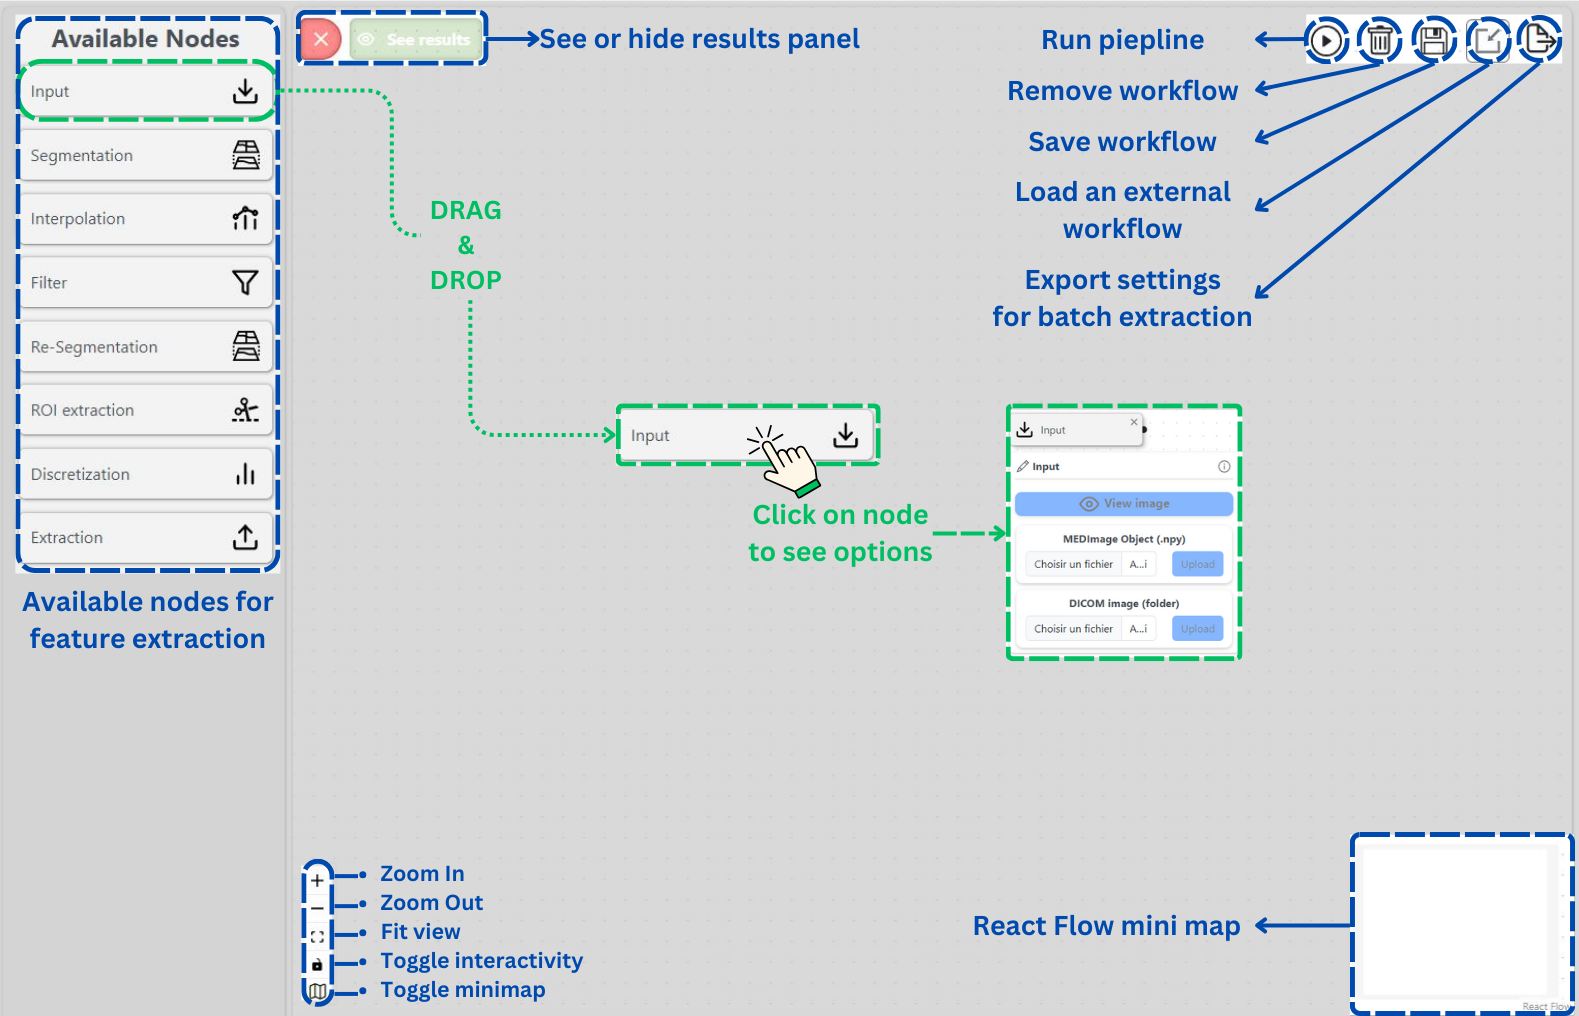 Available Nodes
Input
Segmentation
Interpolation
Filter
Re-Segmentation
ROI extraction
Discretization
Extraction
Available nodes for
feature extraction
See results
See or hide results panel
Run piepline
Remove workflow
Save workflow
Load an external
workflow
Export settings
for batch extraction
DRAG
&
DROP
Input
Click on node
to see options
Input
Input
View image
MEDImage Object (.npy)
Choisir un fichier A...i Upload
DICOM image (folder)
Choisir un fichier A...i Upload
Zoom In
Zoom Out
Fit view
Toggle interactivity
Toggle minimap
React Flow mini map
React Flow